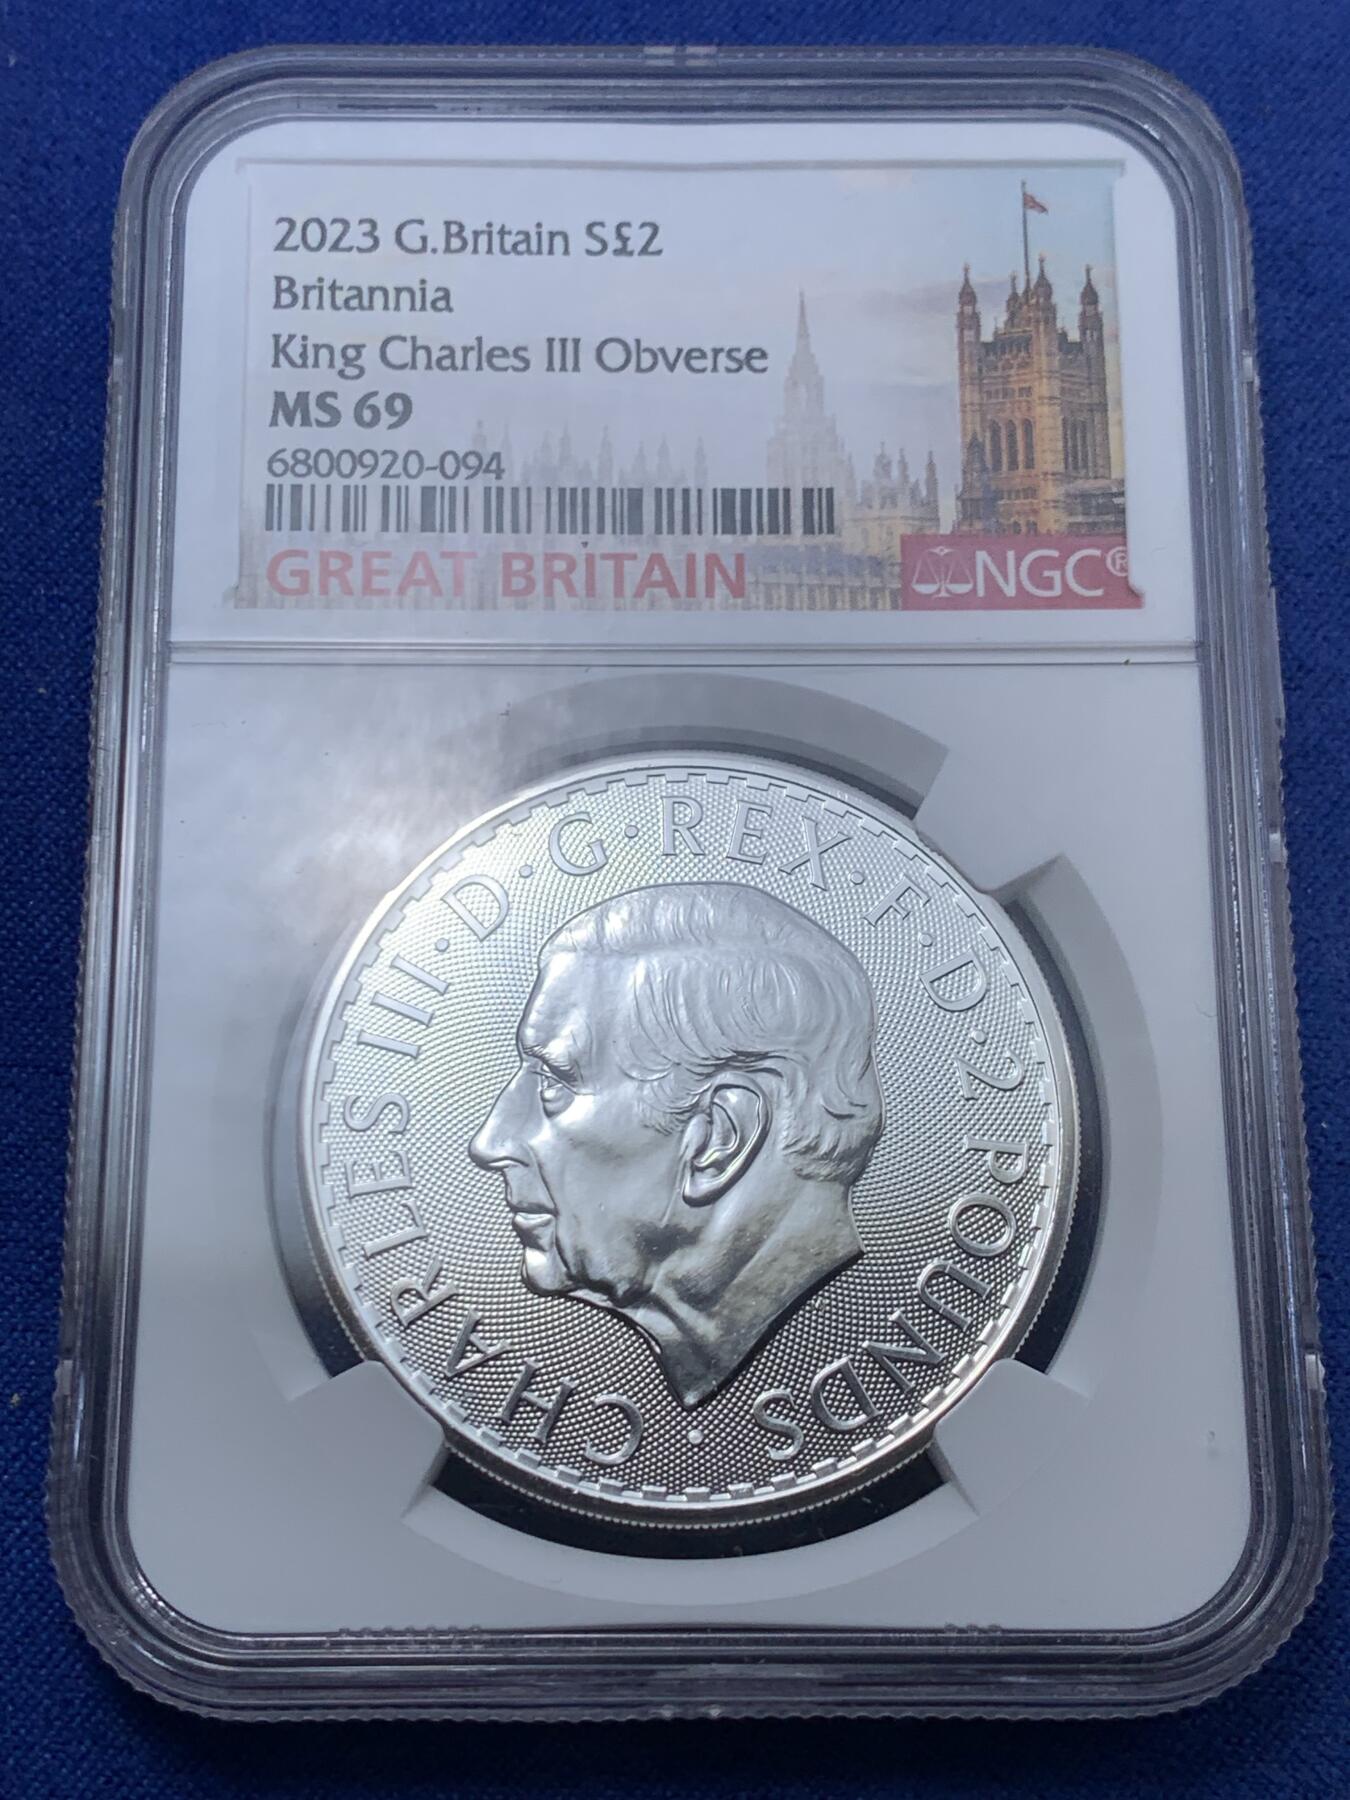 2023 G.Britain S£2
Britannia
King Charles III Obverse
MS 69
6800920-094
GREAT BRITAIN
NGC®
CHARLES III·D·G·REX·F·D·2 POUNDS·